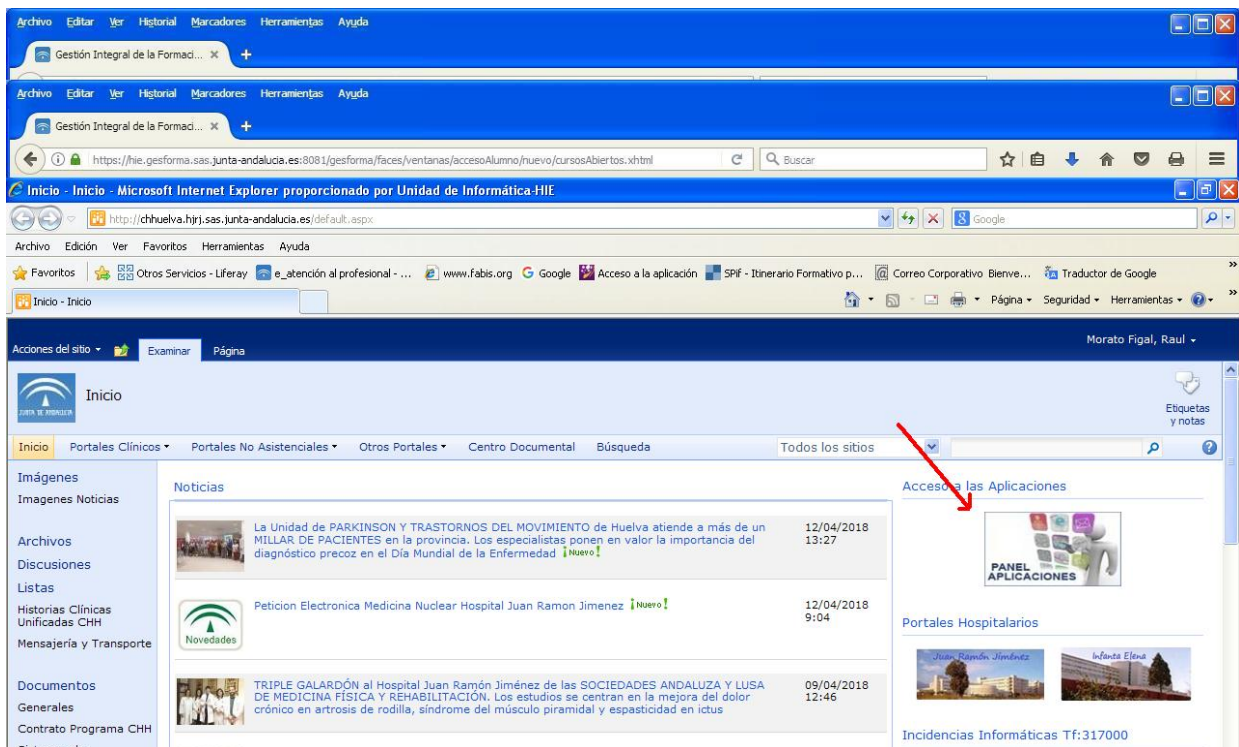 Archivo Editar Ver Historial Marcadores Herramientas Ayuda
Gestión Integral de la Formaci... × +
Archivo Editar Ver Historial Marcadores Herramientas Ayuda
Gestión Integral de la Formaci... × +
https://hie.gesforma.sas.junta-andalucia.es:8081/gesforma/faces/ventanas/accesoAlumno/nuevo/cursosAbiertos.xhtml
Buscar
Inicio - Inicio - Microsoft Internet Explorer proporcionado por Unidad de Informática-HIE
http://chhuelva.hjrj.sas.junta-andalucia.es/default.aspx
Google
Archivo Edición Ver Favoritos Herramientas Ayuda
Favoritos Otros Servicios - Liferay e_atención al profesional - ... www.fabis.org Google Acceso a la aplicación SPIF - Itinerario Formativo p... Correo Corporativo Bienve... Traductor de Google »
Inicio - Inicio
Página Seguridad Herramientas »
Acciones del sitio Examinar Página
Morato Figal, Raul
JUNTA DE ANDALUCIA
Inicio
Etiquetas
y notas
Inicio Portales Clínicos Portales No Asistenciales Otros Portales Centro Documental Búsqueda
Todos los sitios
Imágenes
Imagenes Noticias
Archivos
Discusiones
Listas
Historias Clínicas
Unificadas CHH
Mensajería y Transporte
Documentos
Generales
Contrato Programa CHH
Noticias
La Unidad de PARKINSON Y TRASTORNOS DEL MOVIMIENTO de Huelva atiende a más de un
MILLAR DE PACIENTES en la provincia. Los especialistas ponen en valor la importancia del
diagnóstico precoz en el Día Mundial de la Enfermedad ¡Nuevo!
12/04/2018
13:27
Novedades
Peticion Electronica Medicina Nuclear Hospital Juan Ramon Jimenez ¡Nuevo!
12/04/2018
9:04
TRIPLE GALARDÓN al Hospital Juan Ramón Jiménez de las SOCIEDADES ANDALUZA Y LUSA
DE MEDICINA FÍSICA Y REHABILITACIÓN. Los estudios se centran en la mejora del dolor
crónico en artrosis de rodilla, síndrome del músculo piramidal y espasticidad en ictus
09/04/2018
12:46
Acceso a las Aplicaciones
PANEL
APLICACIONES
Portales Hospitalarios
Juan Ramón Jiménez
Infanta Elena
Incidencias Informáticas Tf:317000